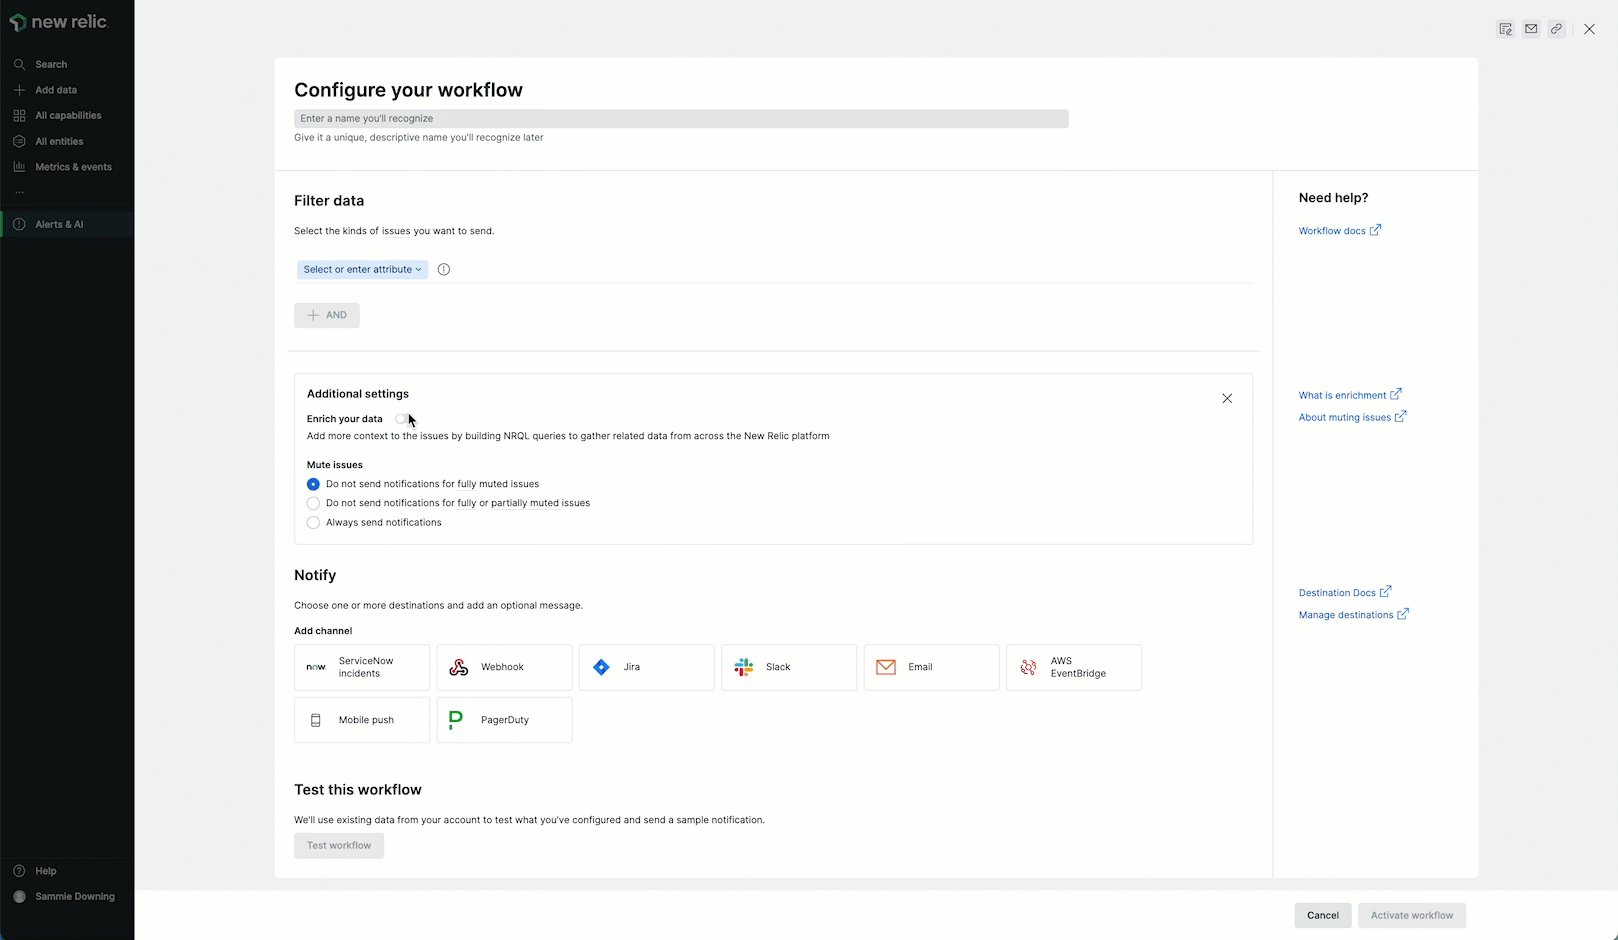 new relic
Search
Add data
All capabilities
All entities
Metrics & events
...
Alerts & AI
Help
Sammie Downing
Configure your workflow
Enter a name you'll recognize
Give it a unique, descriptive name you'll recognize later
Filter data
Select the kinds of issues you want to send.
Select or enter attribute
AND
Additional settings
Enrich your data
Add more context to the issues by building NRQL queries to gather related data from across the New Relic platform
Mute issues
Do not send notifications for fully muted issues
Do not send notifications for fully or partially muted issues
Always send notifications
Notify
Choose one or more destinations and add an optional message.
Add channel
now
ServiceNow
incidents
Webhook
Jira
Slack
Email
AWS
EventBridge
Mobile push
PagerDuty
Test this workflow
We'll use existing data from your account to test what you've configured and send a sample notification.
Test workflow
Need help?
Workflow docs
What is enrichment
About muting issues
Destination Docs
Manage destinations
Cancel
Activate workflow